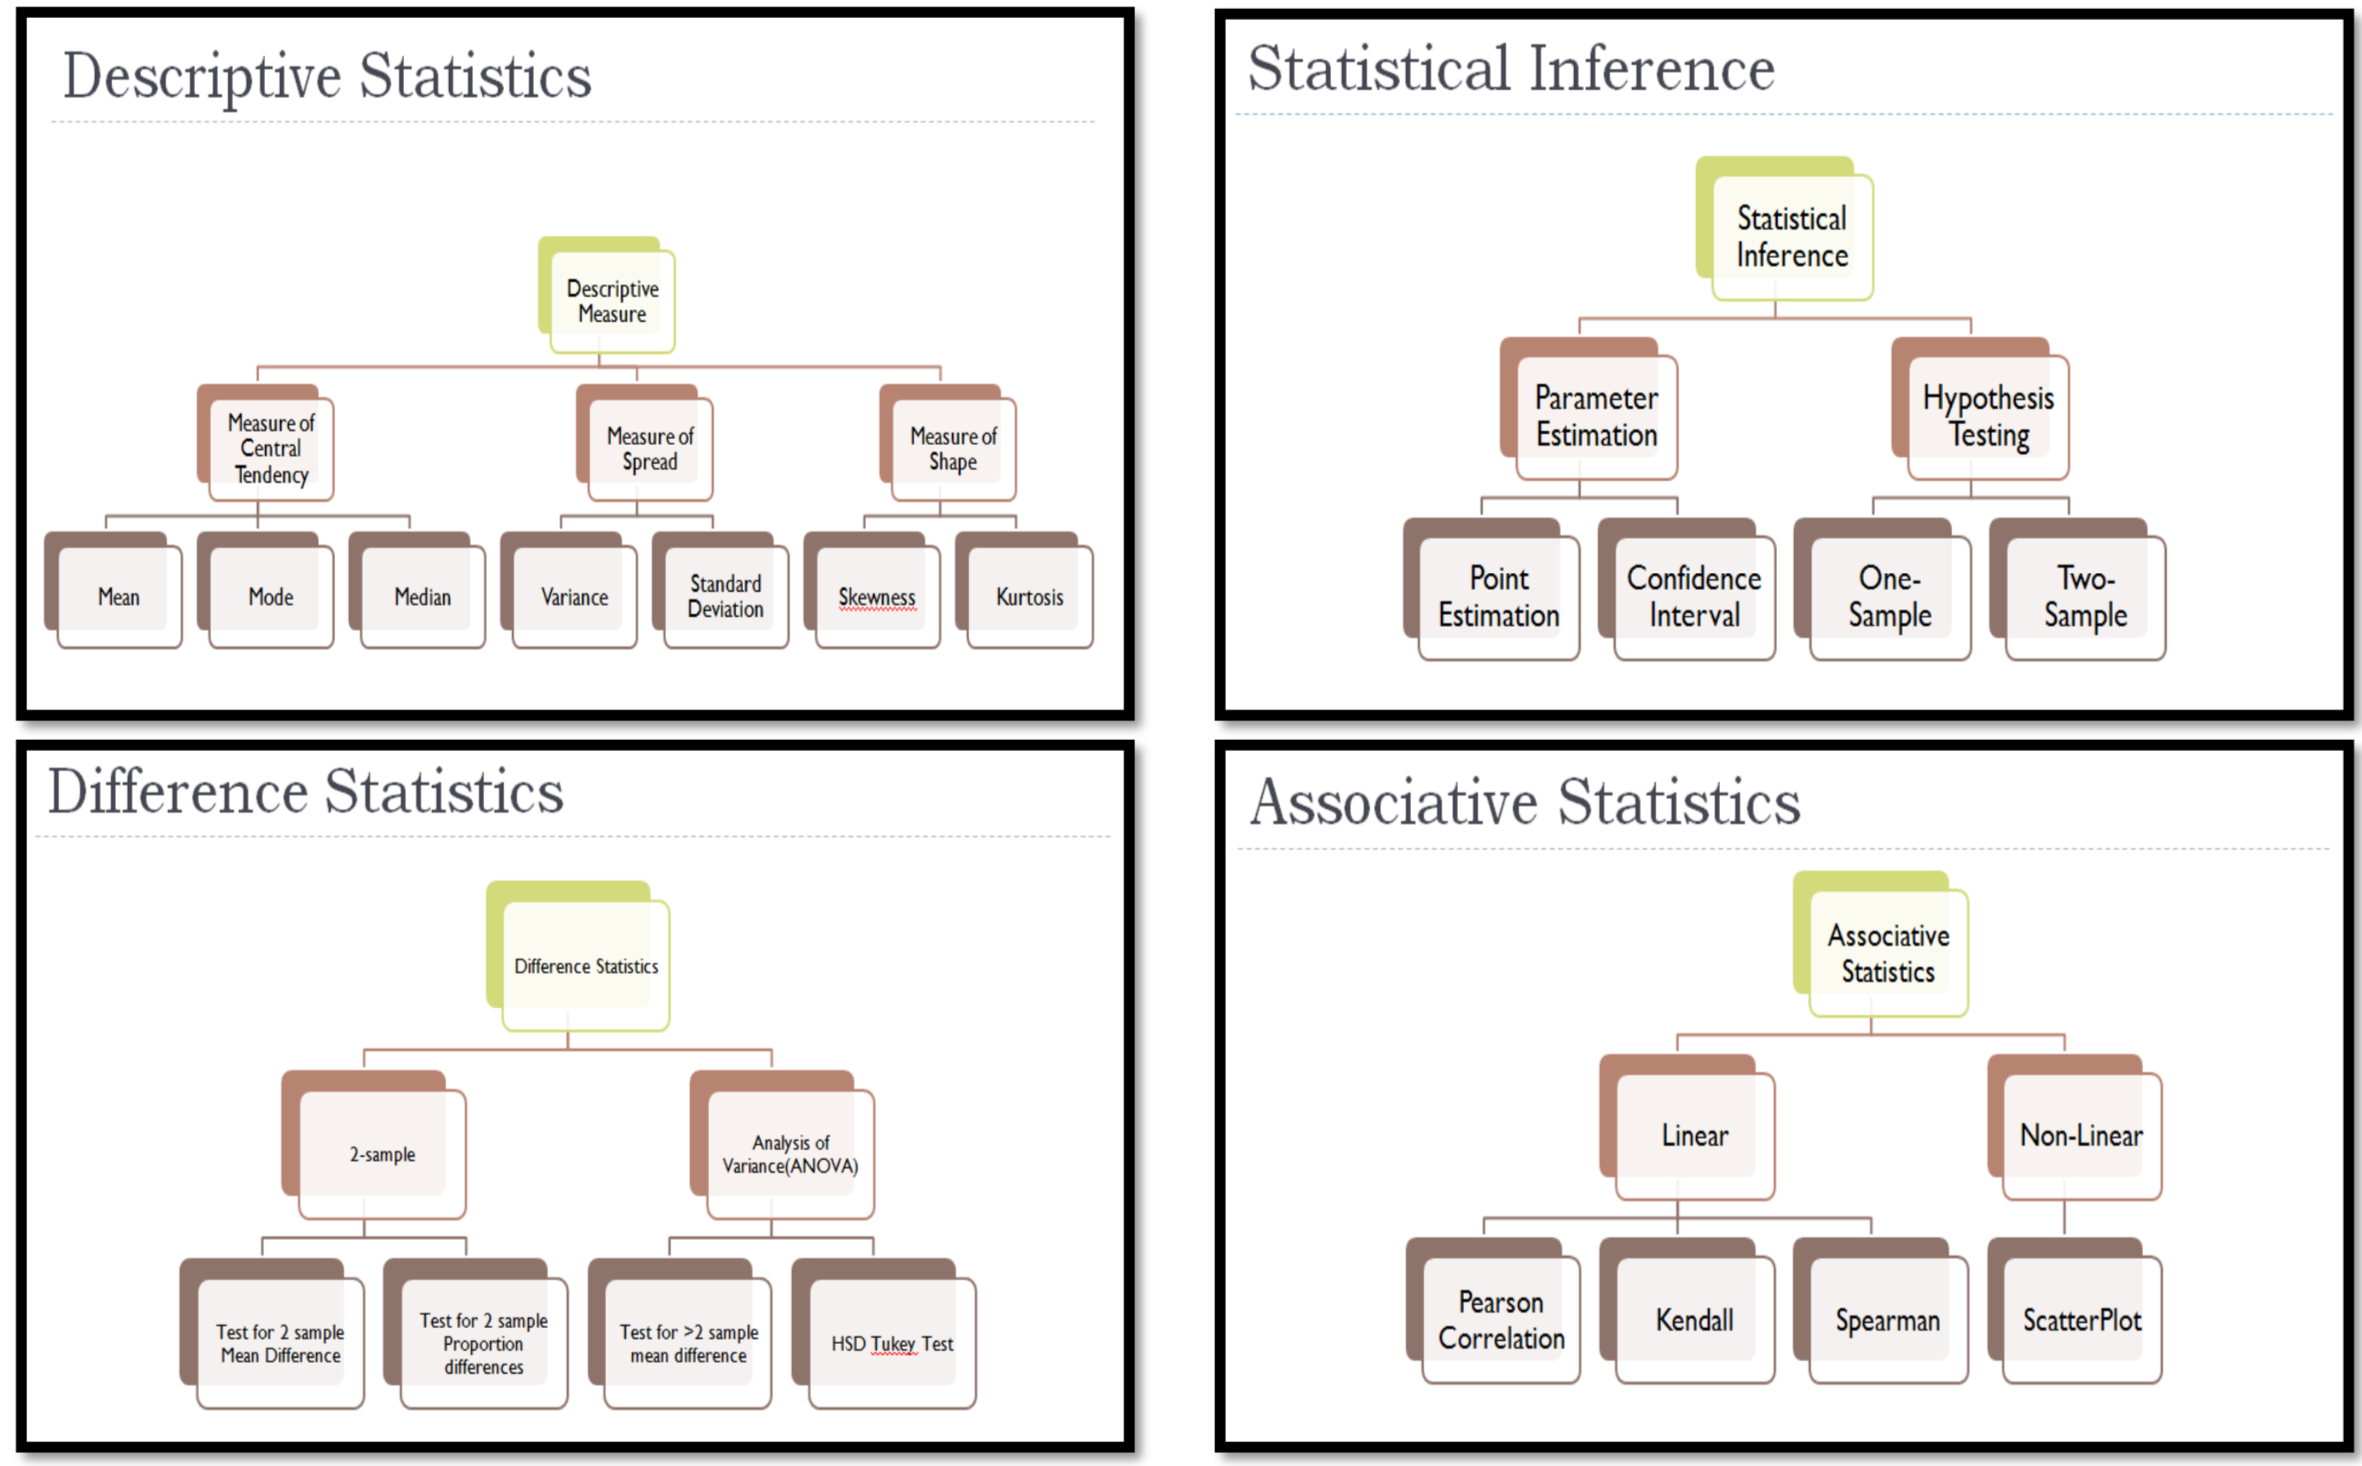 Descriptive Statistics
Descriptive
Measure
Measure of
Central
Tendency
Measure of
Spread
Measure of
Shape
Mean
Mode
Median
Variance
Standard
Deviation
Skewness
Kurtosis
Statistical Inference
Statistical
Inference
Parameter
Estimation
Hypothesis
Testing
Point
Estimation
Confidence
Interval
One-
Sample
Two-
Sample
Difference Statistics
Difference Statistics
2-sample
Analysis of
Variance(ANOVA)
Test for 2 sample
Mean Difference
Test for 2 sample
Proportion
differences
Test for >2 sample
mean difference
HSD Tukey Test
Associative Statistics
Associative
Statistics
Linear
Non-Linear
Pearson
Correlation
Kendall
Spearman
ScatterPlot